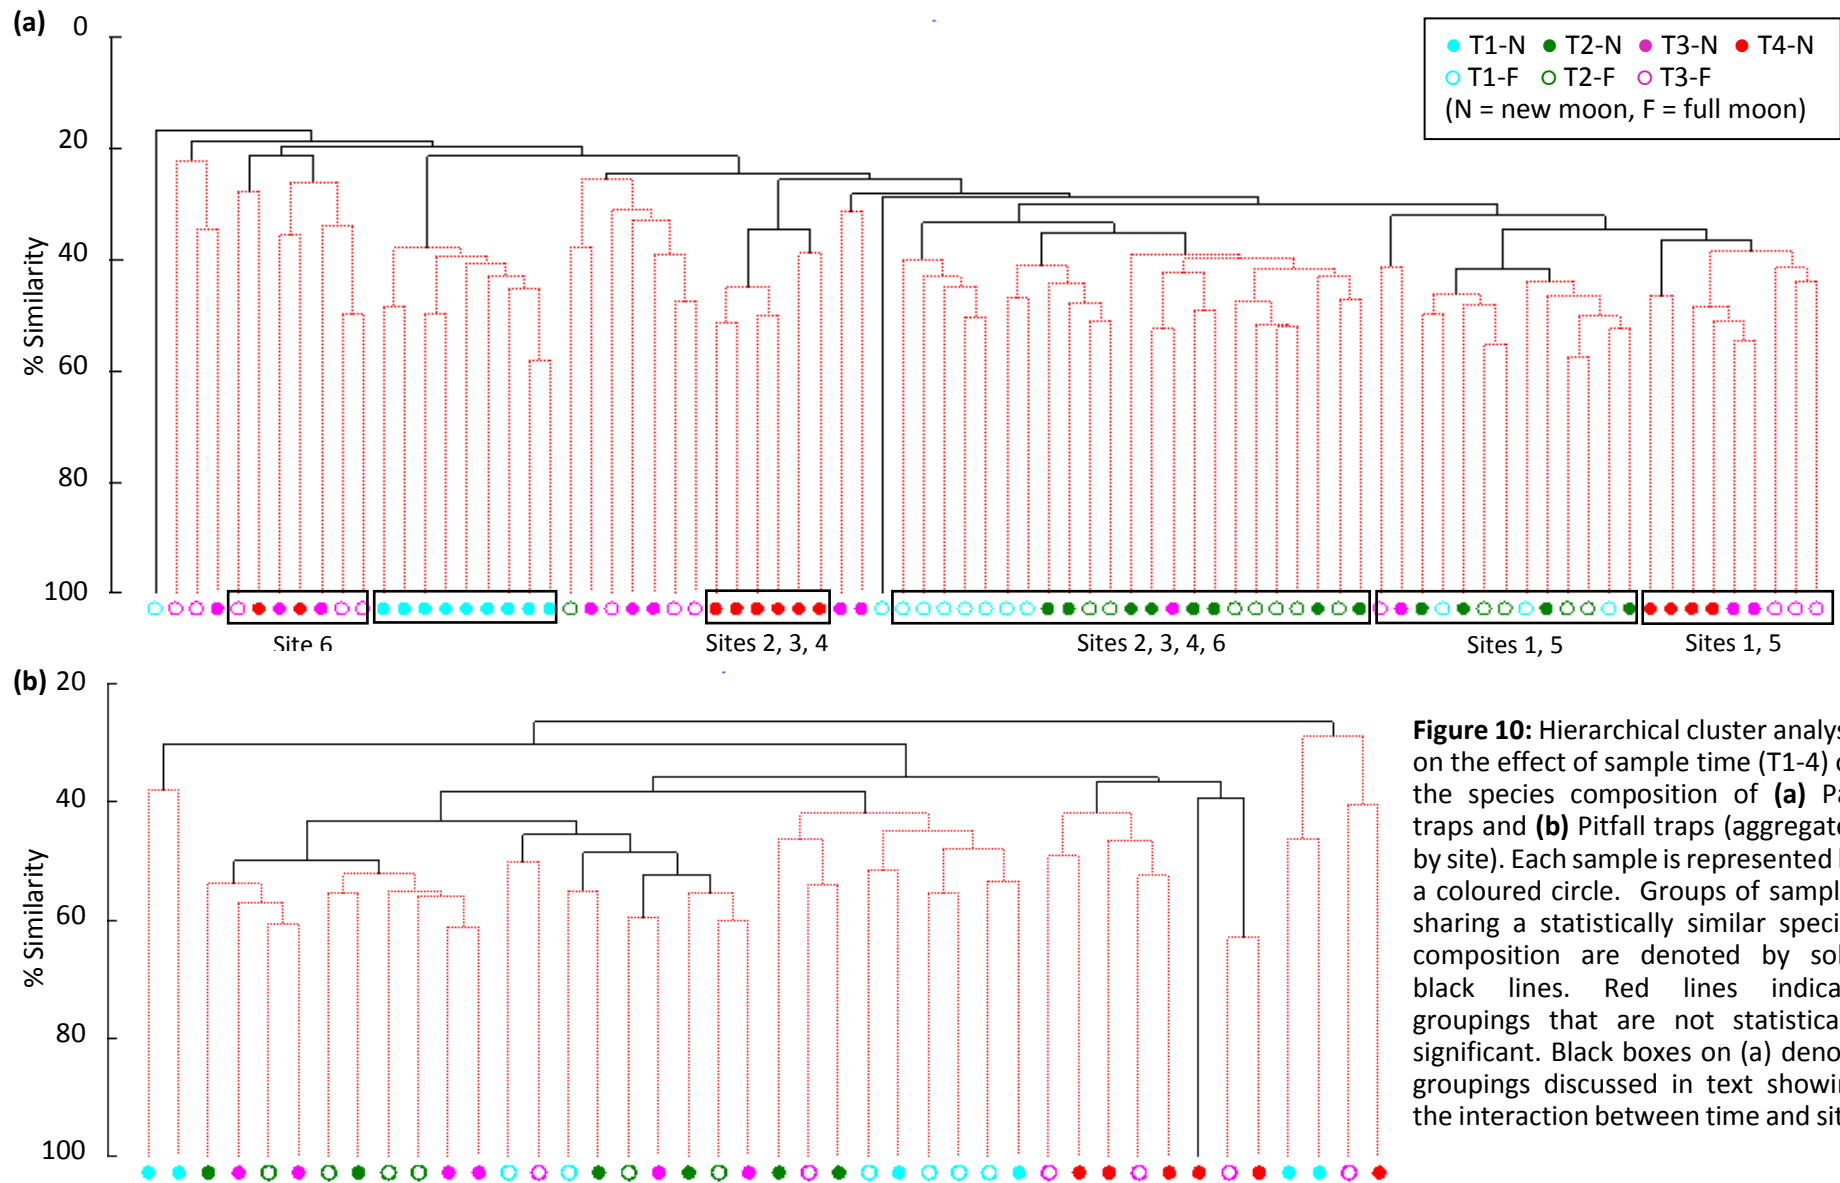 (a)
0
20
40
60
80
100
% Similarity
T1-N T2-N T3-N T4-N
T1-F T2-F T3-F
(N = new moon, F = full moon)
Site 6
Sites 2, 3, 4
Sites 2, 3, 4, 6
Sites 1, 5
Sites 1, 5
(b)
20
40
60
80
100
% Similarity
Figure 10: Hierarchical cluster analys
on the effect of sample time (T1-4) o
the species composition of (a) Pa
traps and (b) Pitfall traps (aggregate
by site). Each sample is represented
a coloured circle. Groups of sampl
sharing a statistically similar speci
composition are denoted by sol
black lines. Red lines indica
groupings that are not statistica
significant. Black boxes on (a) deno
groupings discussed in text showin
the interaction between time and sit